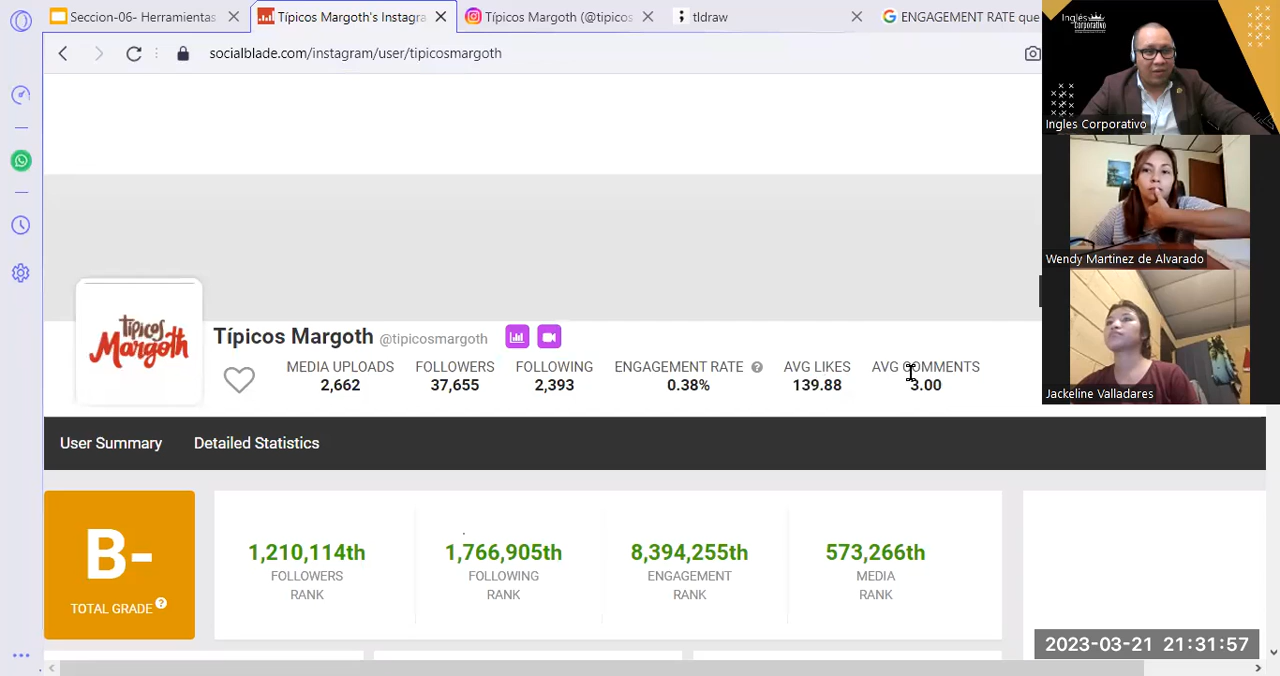 Seccion-06- Herramientas
Típicos Margoth's Instagra
Típicos Margoth (@tipicos
tldraw
ENGAGEMENT RATE que
socialblade.com/instagram/user/tipicosmargoth
Inglés
Corporativo
Ingles Corporativo
Wendy Martinez de Alvarado
Jackeline Valladares
típicos
Margoth
Típicos Margoth @tipicosmargoth
MEDIA UPLOADS FOLLOWERS FOLLOWING ENGAGEMENT RATE ? AVG LIKES AVG COMMENTS
2,662 37,655 2,393 0.38% 139.88 3.00
User Summary Detailed Statistics
B-
TOTAL GRADE ?
1,210,114th
FOLLOWERS
RANK
1,766,905th
FOLLOWING
RANK
8,394,255th
ENGAGEMENT
RANK
573,266th
MEDIA
RANK
2023-03-21 21:31:57